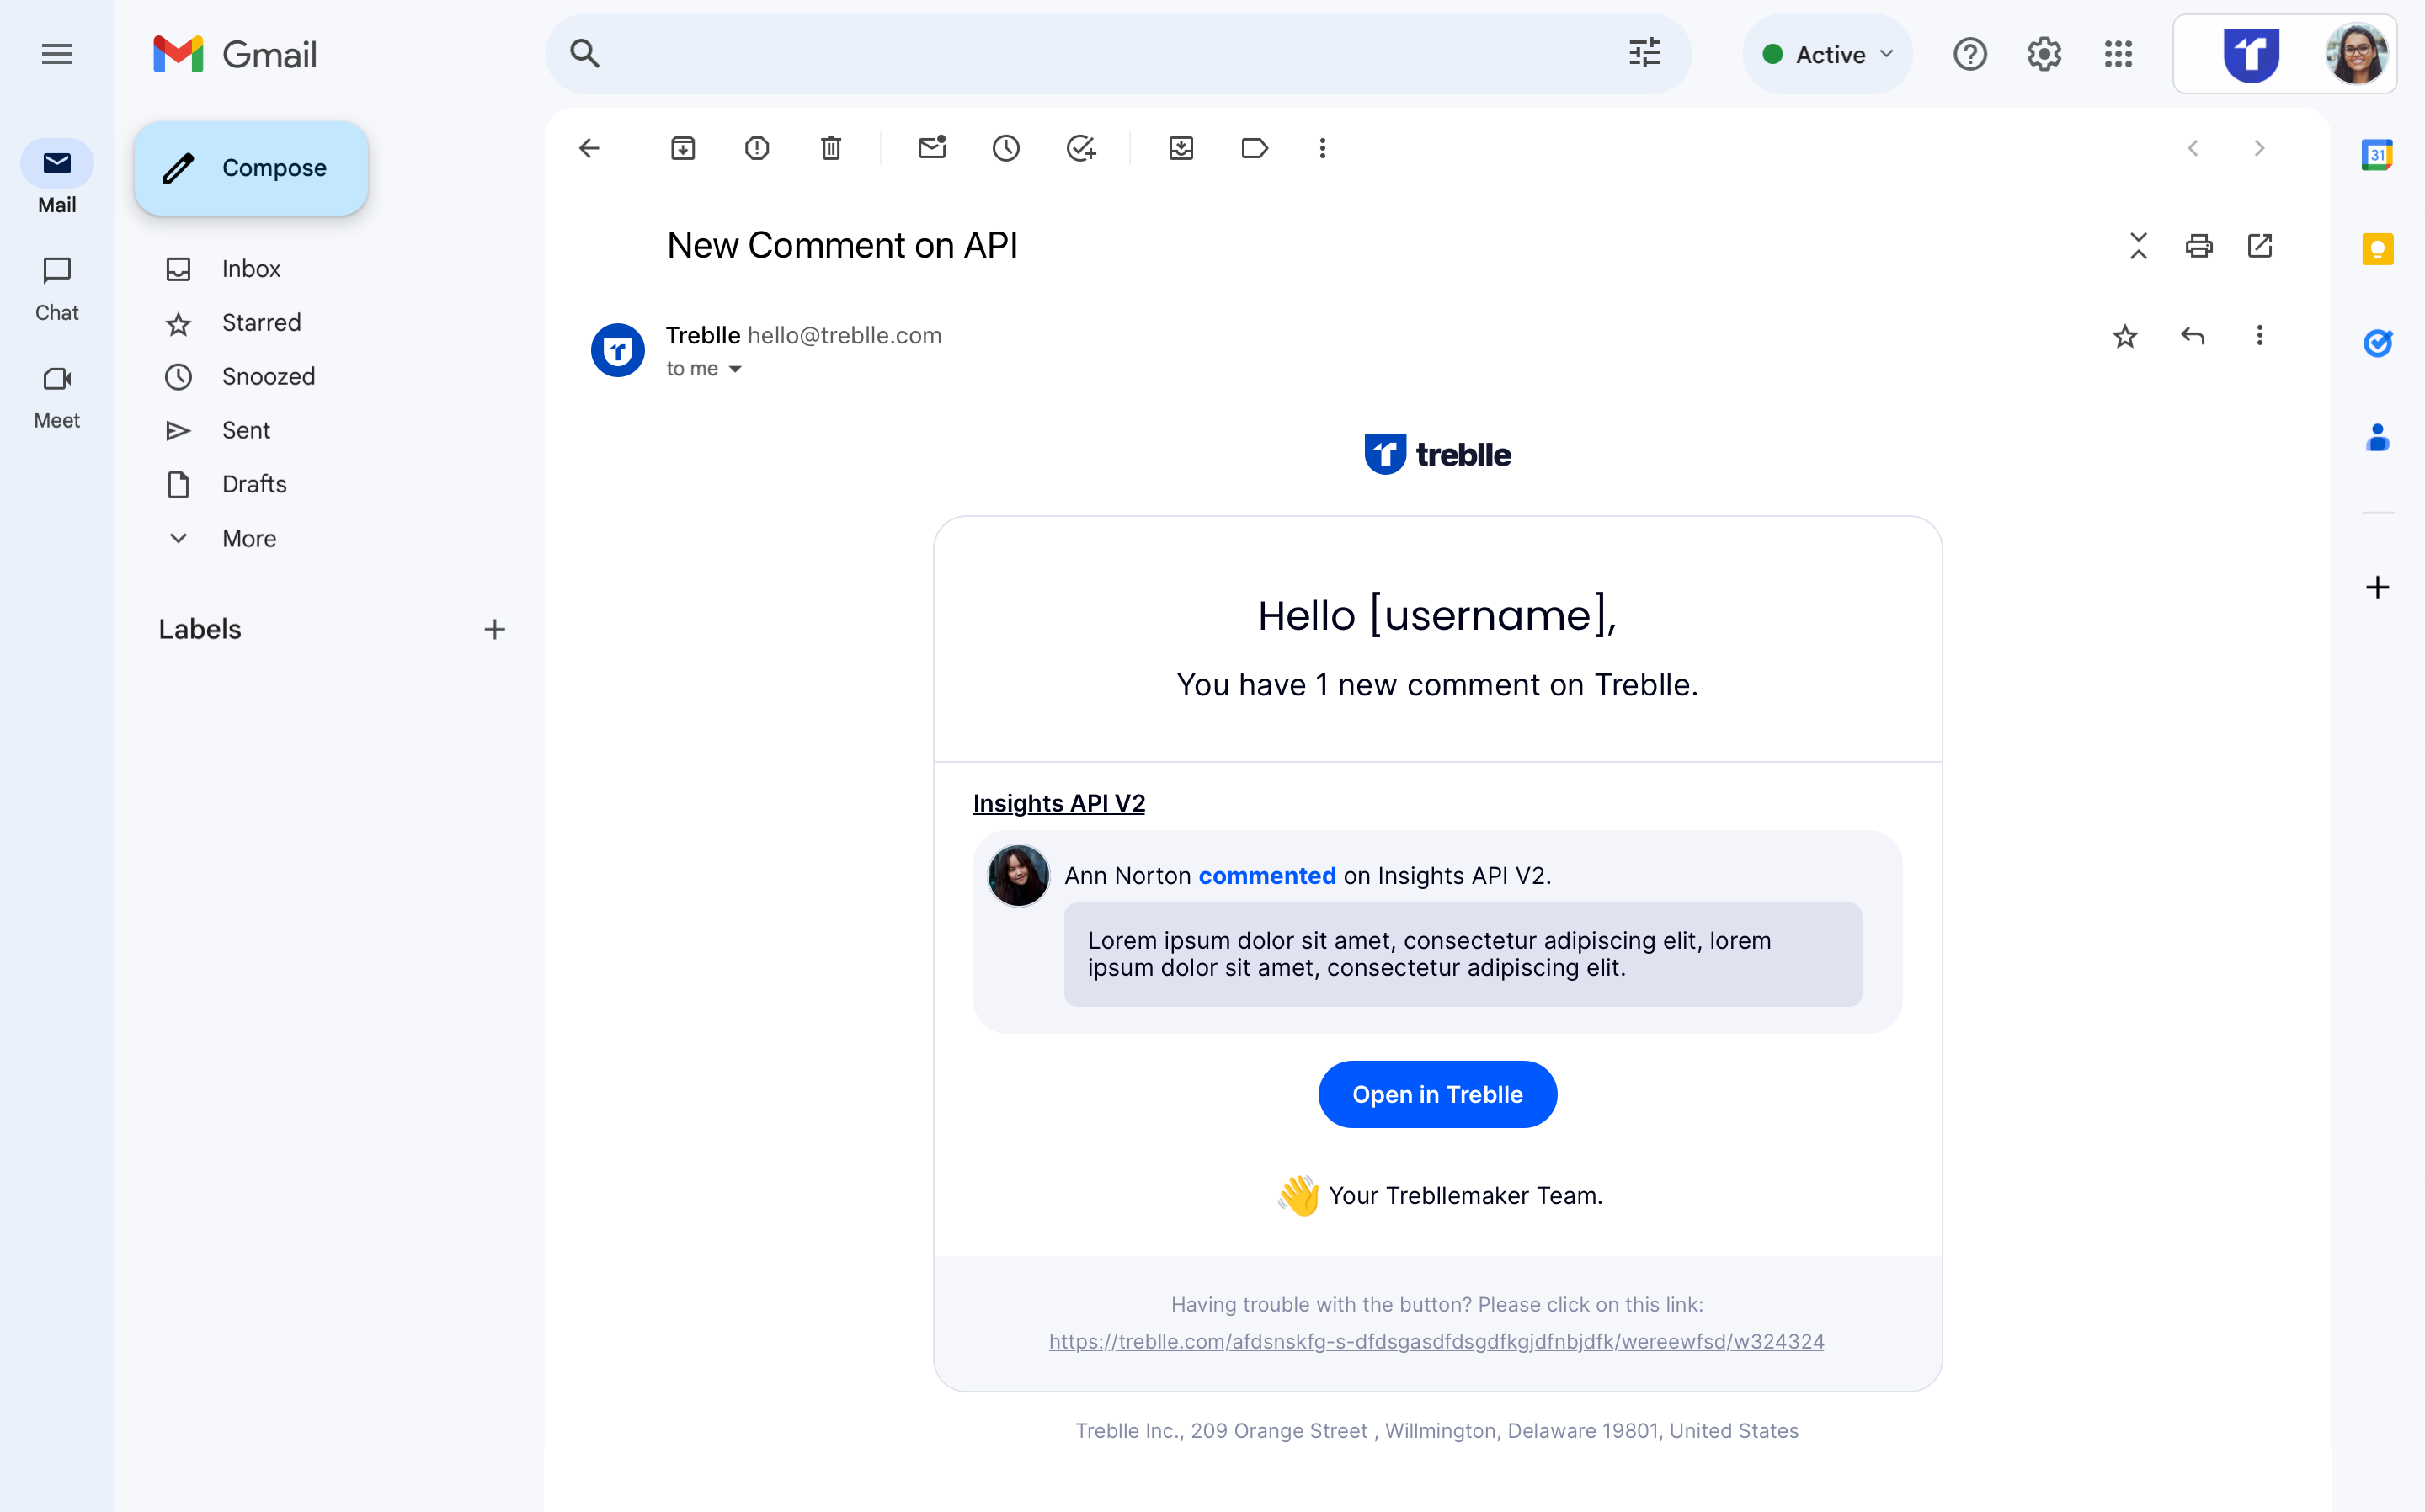 Gmail
Active
Compose
Mail
Chat
Meet
Inbox
Starred
Snoozed
Sent
Drafts
More
Labels
31
New Comment on API
Treblle hello@treblle.com
to me
treblle
Hello [username],
You have 1 new comment on Treblle.
Insights API V2
Ann Norton commented on Insights API V2.
Lorem ipsum dolor sit amet, consectetur adipiscing elit, lorem
ipsum dolor sit amet, consectetur adipiscing elit.
Open in Treblle
👋 Your Trebllemaker Team.
Having trouble with the button? Please click on this link:
https://treblle.com/afdsnskfg-s-dfdsgasdfdsgdfkgjdfnbjdfk/wereewfsd/w324324
Treblle Inc., 209 Orange Street , Willmington, Delaware 19801, United States